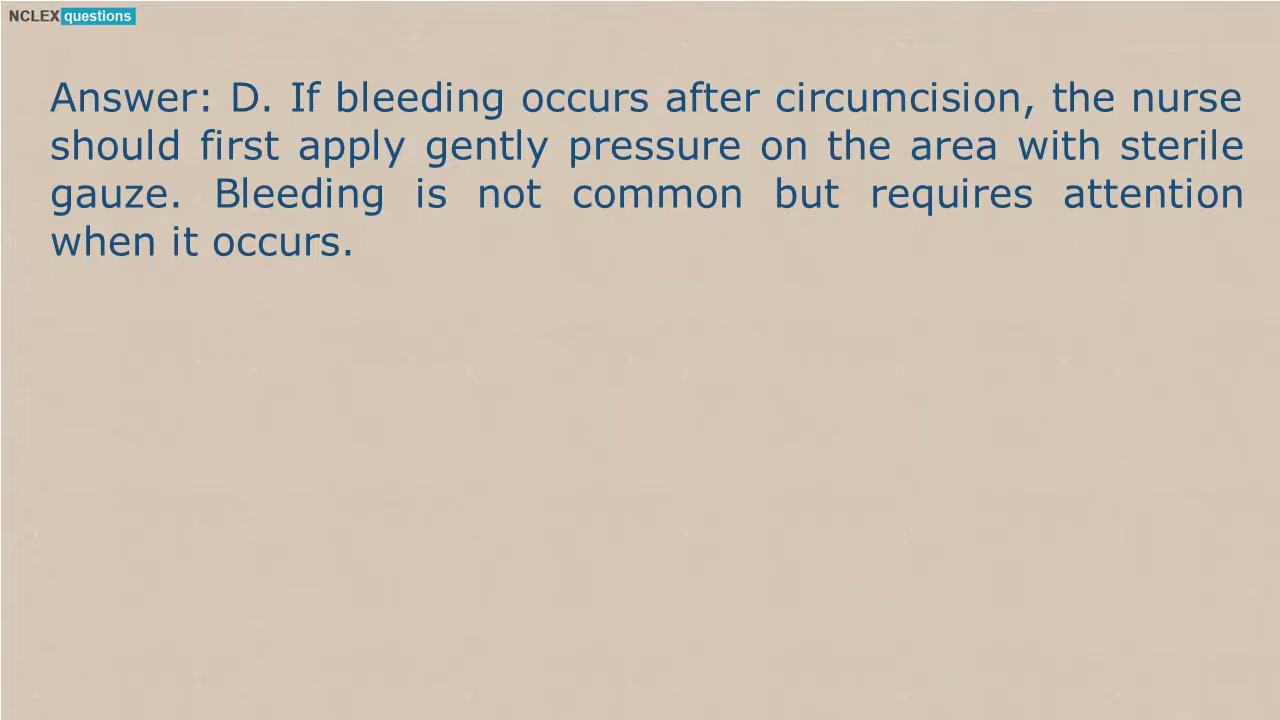 NCLEX questions
Answer: D. If bleeding occurs after circumcision, the nurse
should first apply gently pressure on the area with sterile
gauze. Bleeding is not common but requires attention
when it occurs.